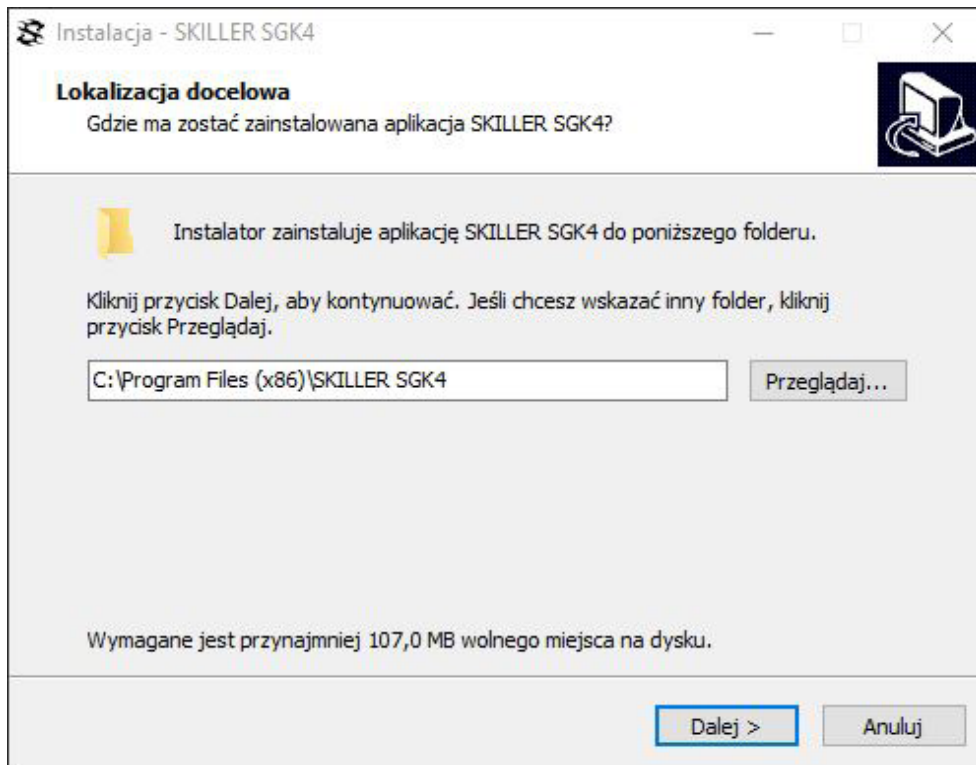 Instalacja - SKILLER SGK4
Lokalizacja docelowa
Gdzie ma zostać zainstalowana aplikacja SKILLER SGK4?
Instalator zainstaluje aplikację SKILLER SGK4 do poniższego folderu.
Kliknij przycisk Dalej, aby kontynuować. Jeśli chcesz wskazać inny folder, kliknij
przycisk Przeglądaj.
C:\Program Files (x86)\SKILLER SGK4
Przeglądaj...
Wymagane jest przynajmniej 107,0 MB wolnego miejsca na dysku.
Dalej >
Anuluj